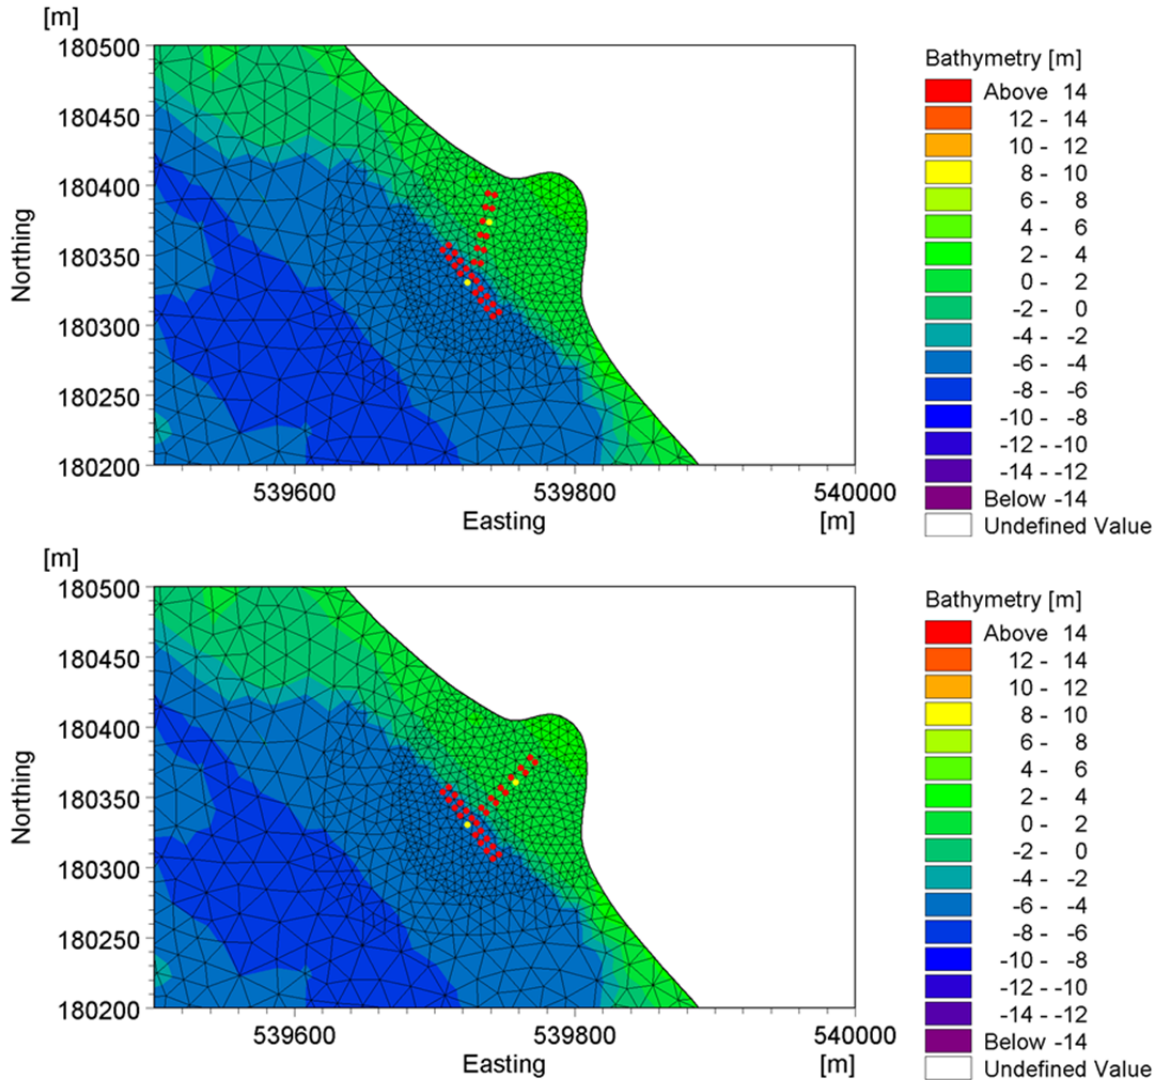 [m]
180500
180450
180400
180350
180300
180250
180200
Northing
539600
539800
540000
Easting
[m]
Bathymetry [m]
Above 14
12 - 14
10 - 12
8 - 10
6 - 8
4 - 6
2 - 4
0 - 2
-2 - 0
-4 - -2
-6 - -4
-8 - -6
-10 - -8
-12 - -10
-14 - -12
Below -14
Undefined Value
[m]
180500
180450
180400
180350
180300
180250
180200
Northing
539600
539800
540000
Easting
[m]
Bathymetry [m]
Above 14
12 - 14
10 - 12
8 - 10
6 - 8
4 - 6
2 - 4
0 - 2
-2 - 0
-4 - -2
-6 - -4
-8 - -6
-10 - -8
-12 - -10
-14 - -12
Below -14
Undefined Value